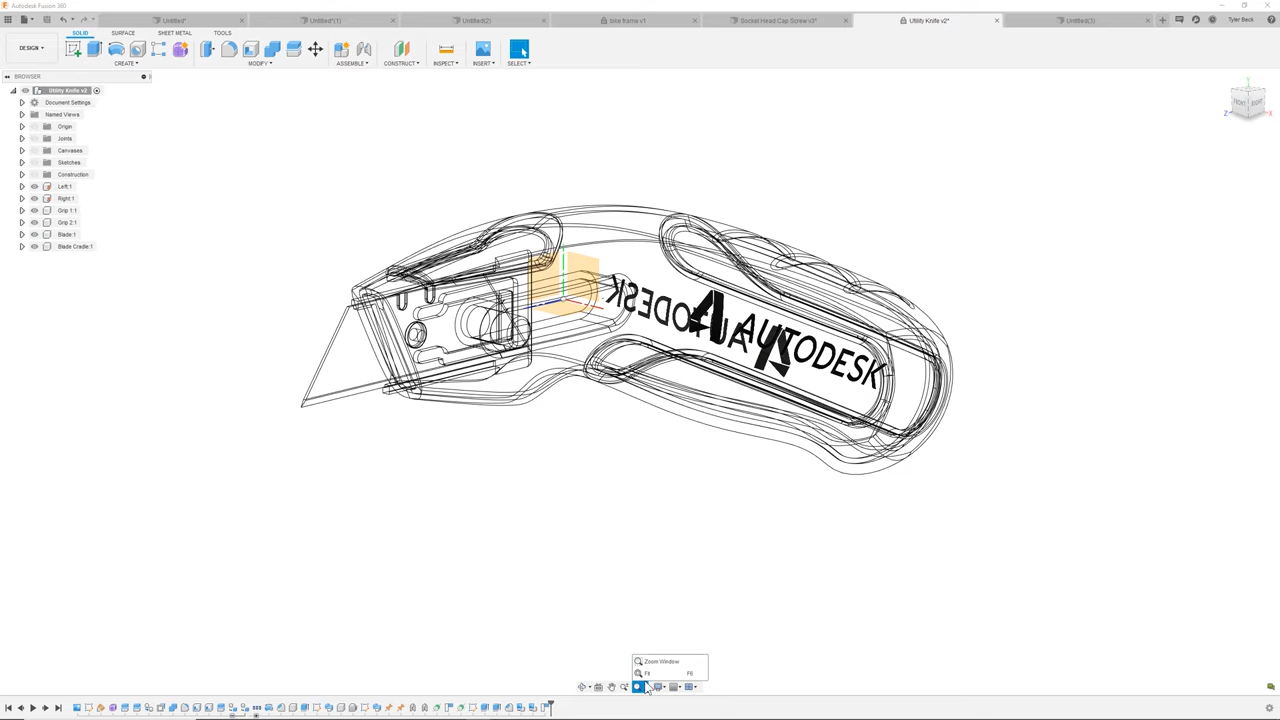 Autodesk Fusion 360
Untitled*
Untitled*(1)
Untitled(2)
bike frame v1
Socket Head Cap Screw v3*
Utility Knife v2*
Untitled(3)
Tyler Beck
SOLID
SURFACE
SHEET METAL
TOOLS
DESIGN
CREATE
MODIFY
ASSEMBLE
CONSTRUCT
INSPECT
INSERT
SELECT
BROWSER
Utility Knife v2
Document Settings
Named Views
Origin
Joints
Canvases
Sketches
Construction
Left:1
Right:1
Grip 1:1
Grip 2:1
Blade:1
Blade Cradle:1
Y
FRONT
RIGHT
Z
X
AUTODESK
AUTODESK
Zoom Window
Fit F6